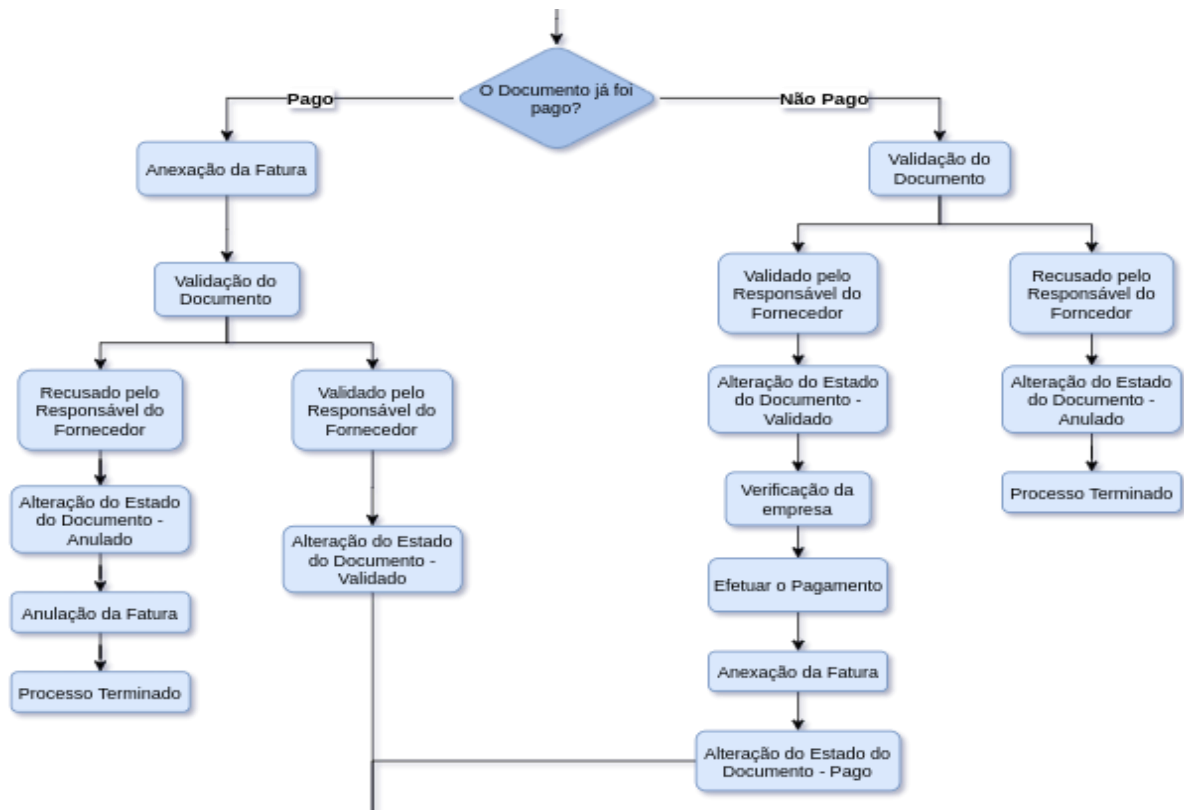 O Documento já foi
pago?
Pago
Não Pago
Anexação da Fatura
Validação do
Documento
Validação do
Documento
Validado pelo
Responsável do
Fornecedor
Recusado pelo
Responsável do
Forncedor
Recusado pelo
Responsável do
Fornecedor
Validado pelo
Responsável do
Fornecedor
Alteração do Estado
do Documento -
Validado
Alteração do Estado
do Documento -
Anulado
Alteração do Estado
do Documento -
Anulado
Alteração do Estado
do Documento -
Validado
Verificação da
empresa
Processo Terminado
Efetuar o Pagamento
Anulação da Fatura
Anexação da Fatura
Processo Terminado
Alteração do Estado do
Documento - Pago